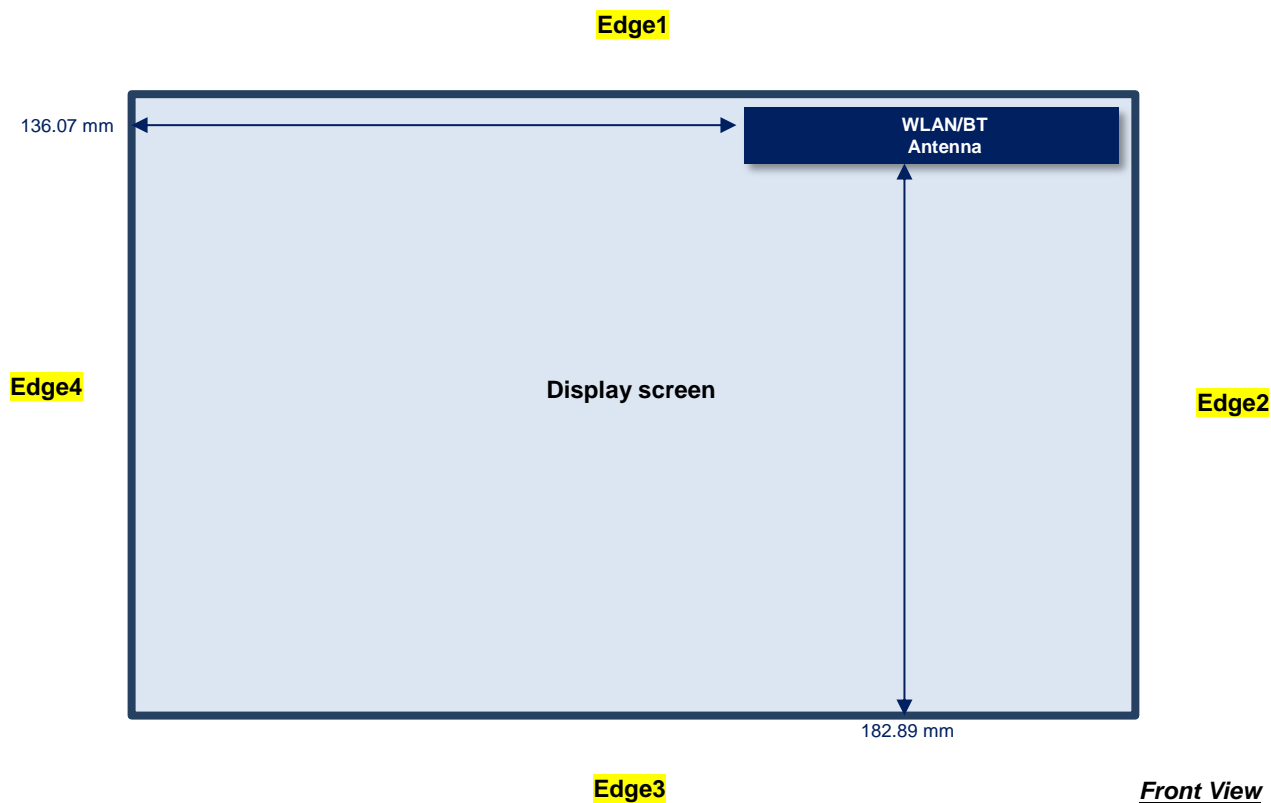 Edge1
136.07 mm
WLAN/BT
Antenna
Edge4
Display screen
Edge2
182.89 mm
Edge3
Front View